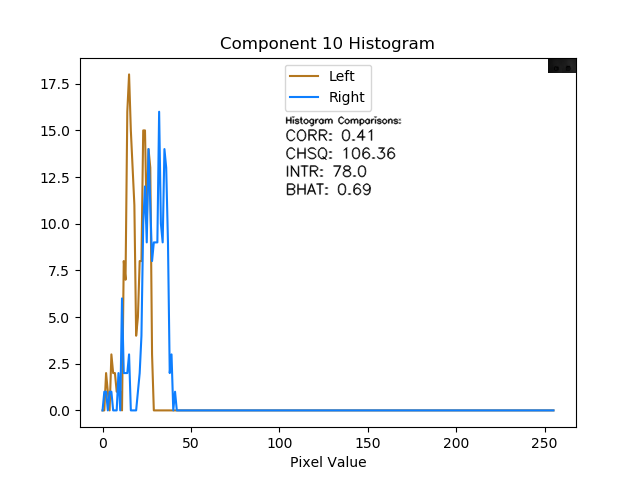 Component 10 Histogram
17.5
15.0
12.5
10.0
7.5
5.0
2.5
0.0
Left
Right
Histogram Comparisons:
CORR: 0.41
CHSQ: 106.36
INTR: 78.0
BHAT: 0.69
0 50 100 150 200 250
Pixel Value